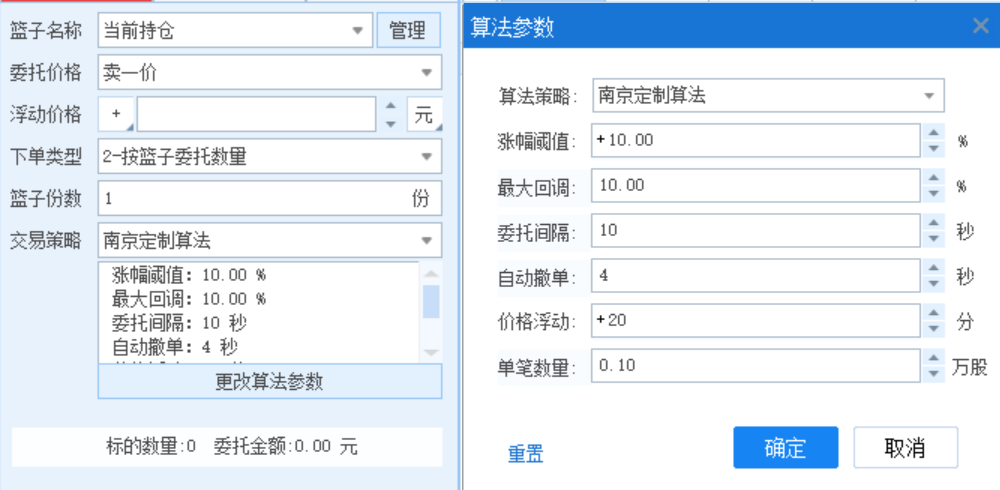 篮子名称 当前持仓 管理
委托价格 卖一价
浮动价格 + 元
下单类型 2-按篮子委托数量
篮子份数 1 份
交易策略 南京定制算法
涨幅阈值: 10.00 %
最大回调: 10.00 %
委托间隔: 10 秒
自动撤单: 4 秒
更改算法参数
标的数量:0 委托金额:0.00 元
算法参数
算法策略: 南京定制算法
涨幅阈值: +10.00 %
最大回调: 10.00 %
委托间隔: 10 秒
自动撤单: 4 秒
价格浮动: +20 分
单笔数量: 0.10 万股
重置 确定 取消